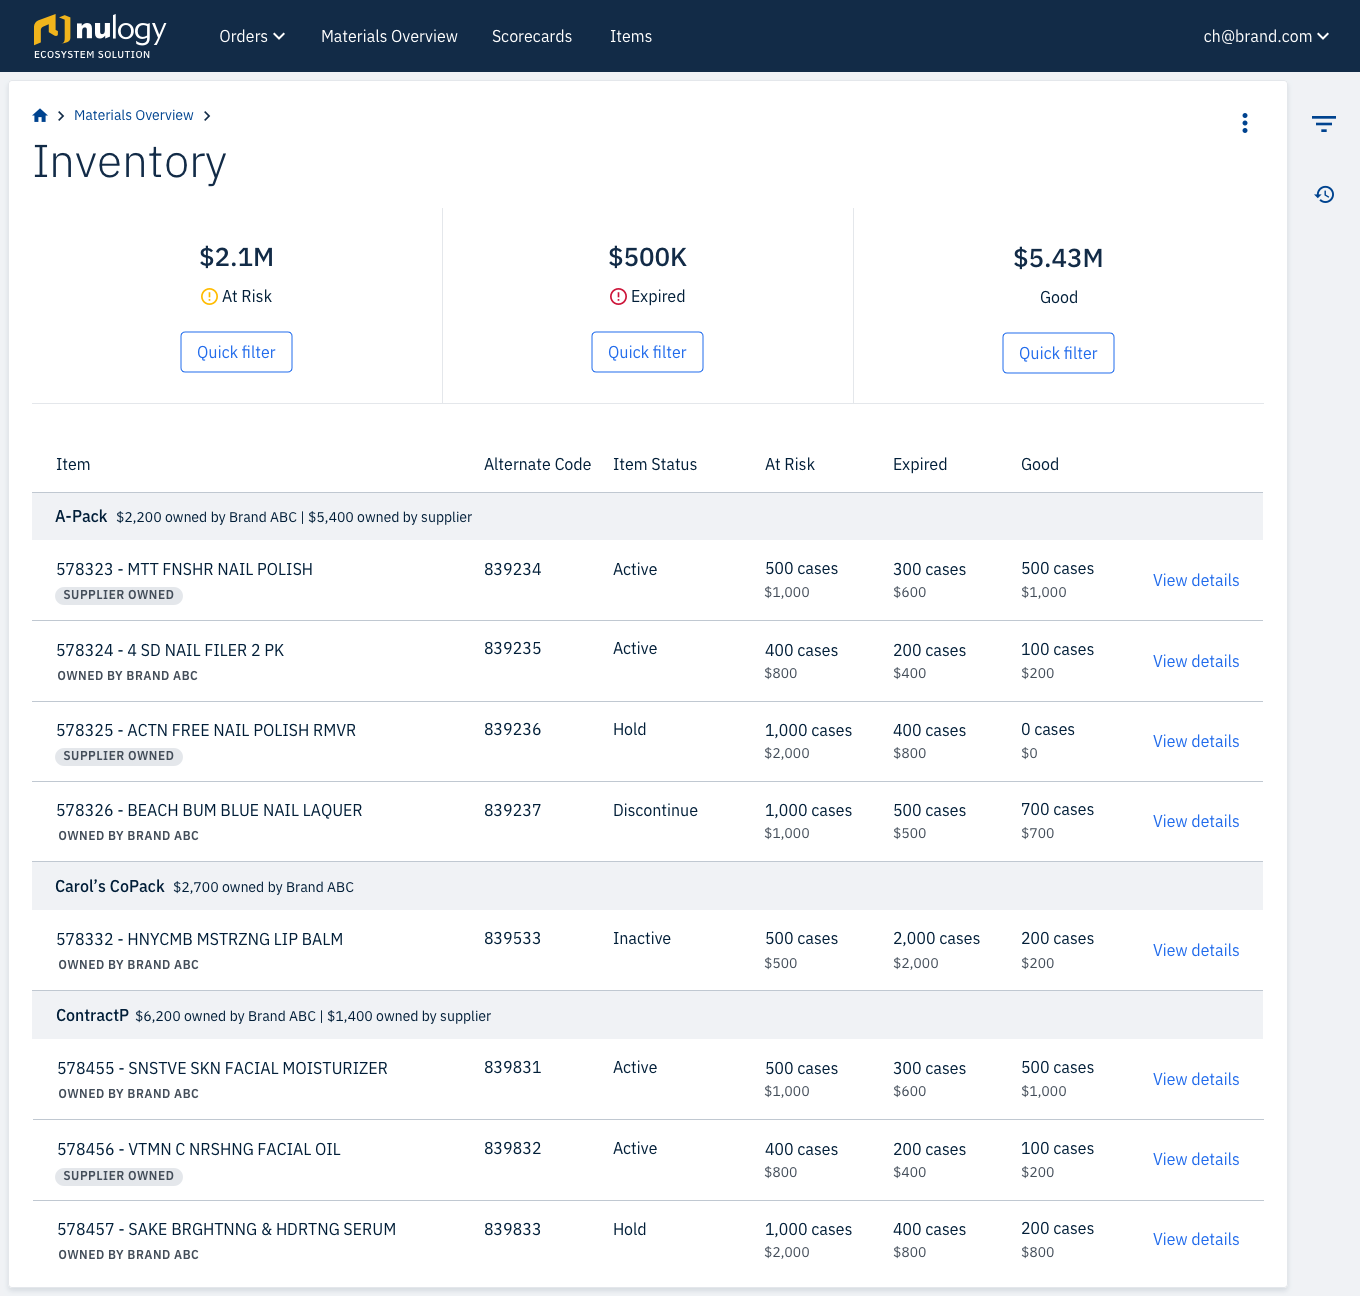 nulogy
ECOSYSTEM SOLUTION
Orders
Materials Overview
Scorecards
Items
ch@brand.com
Materials Overview
Inventory
$2.1M
At Risk
Quick filter
$500K
Expired
Quick filter
$5.43M
Good
Quick filter
Item Alternate Code Item Status At Risk Expired Good
A-Pack $2,200 owned by Brand ABC | $5,400 owned by supplier
578323 - MTT FNSHR NAIL POLISH 839234 Active 500 cases 300 cases 500 cases View details
SUPPLIER OWNED $1,000 $600 $1,000
578324 - 4 SD NAIL FILER 2 PK 839235 Active 400 cases 200 cases 100 cases View details
OWNED BY BRAND ABC $800 $400 $200
578325 - ACTN FREE NAIL POLISH RMVR 839236 Hold 1,000 cases 400 cases 0 cases View details
SUPPLIER OWNED $2,000 $800 $0
578326 - BEACH BUM BLUE NAIL LAQUER 839237 Discontinue 1,000 cases 500 cases 700 cases View details
OWNED BY BRAND ABC $1,000 $500 $700
Carol's CoPack $2,700 owned by Brand ABC
578332 - HNYCMB MSTRZNG LIP BALM 839533 Inactive 500 cases 2,000 cases 200 cases View details
OWNED BY BRAND ABC $500 $2,000 $200
ContractP $6,200 owned by Brand ABC | $1,400 owned by supplier
578455 - SNSTVE SKN FACIAL MOISTURIZER 839831 Active 500 cases 300 cases 500 cases View details
OWNED BY BRAND ABC $1,000 $600 $1,000
578456 - VTMN C NRSHNG FACIAL OIL 839832 Active 400 cases 200 cases 100 cases View details
SUPPLIER OWNED $800 $400 $200
578457 - SAKE BRGHTNNG & HDRTNG SERUM 839833 Hold 1,000 cases 400 cases 200 cases View details
OWNED BY BRAND ABC $2,000 $800 $800